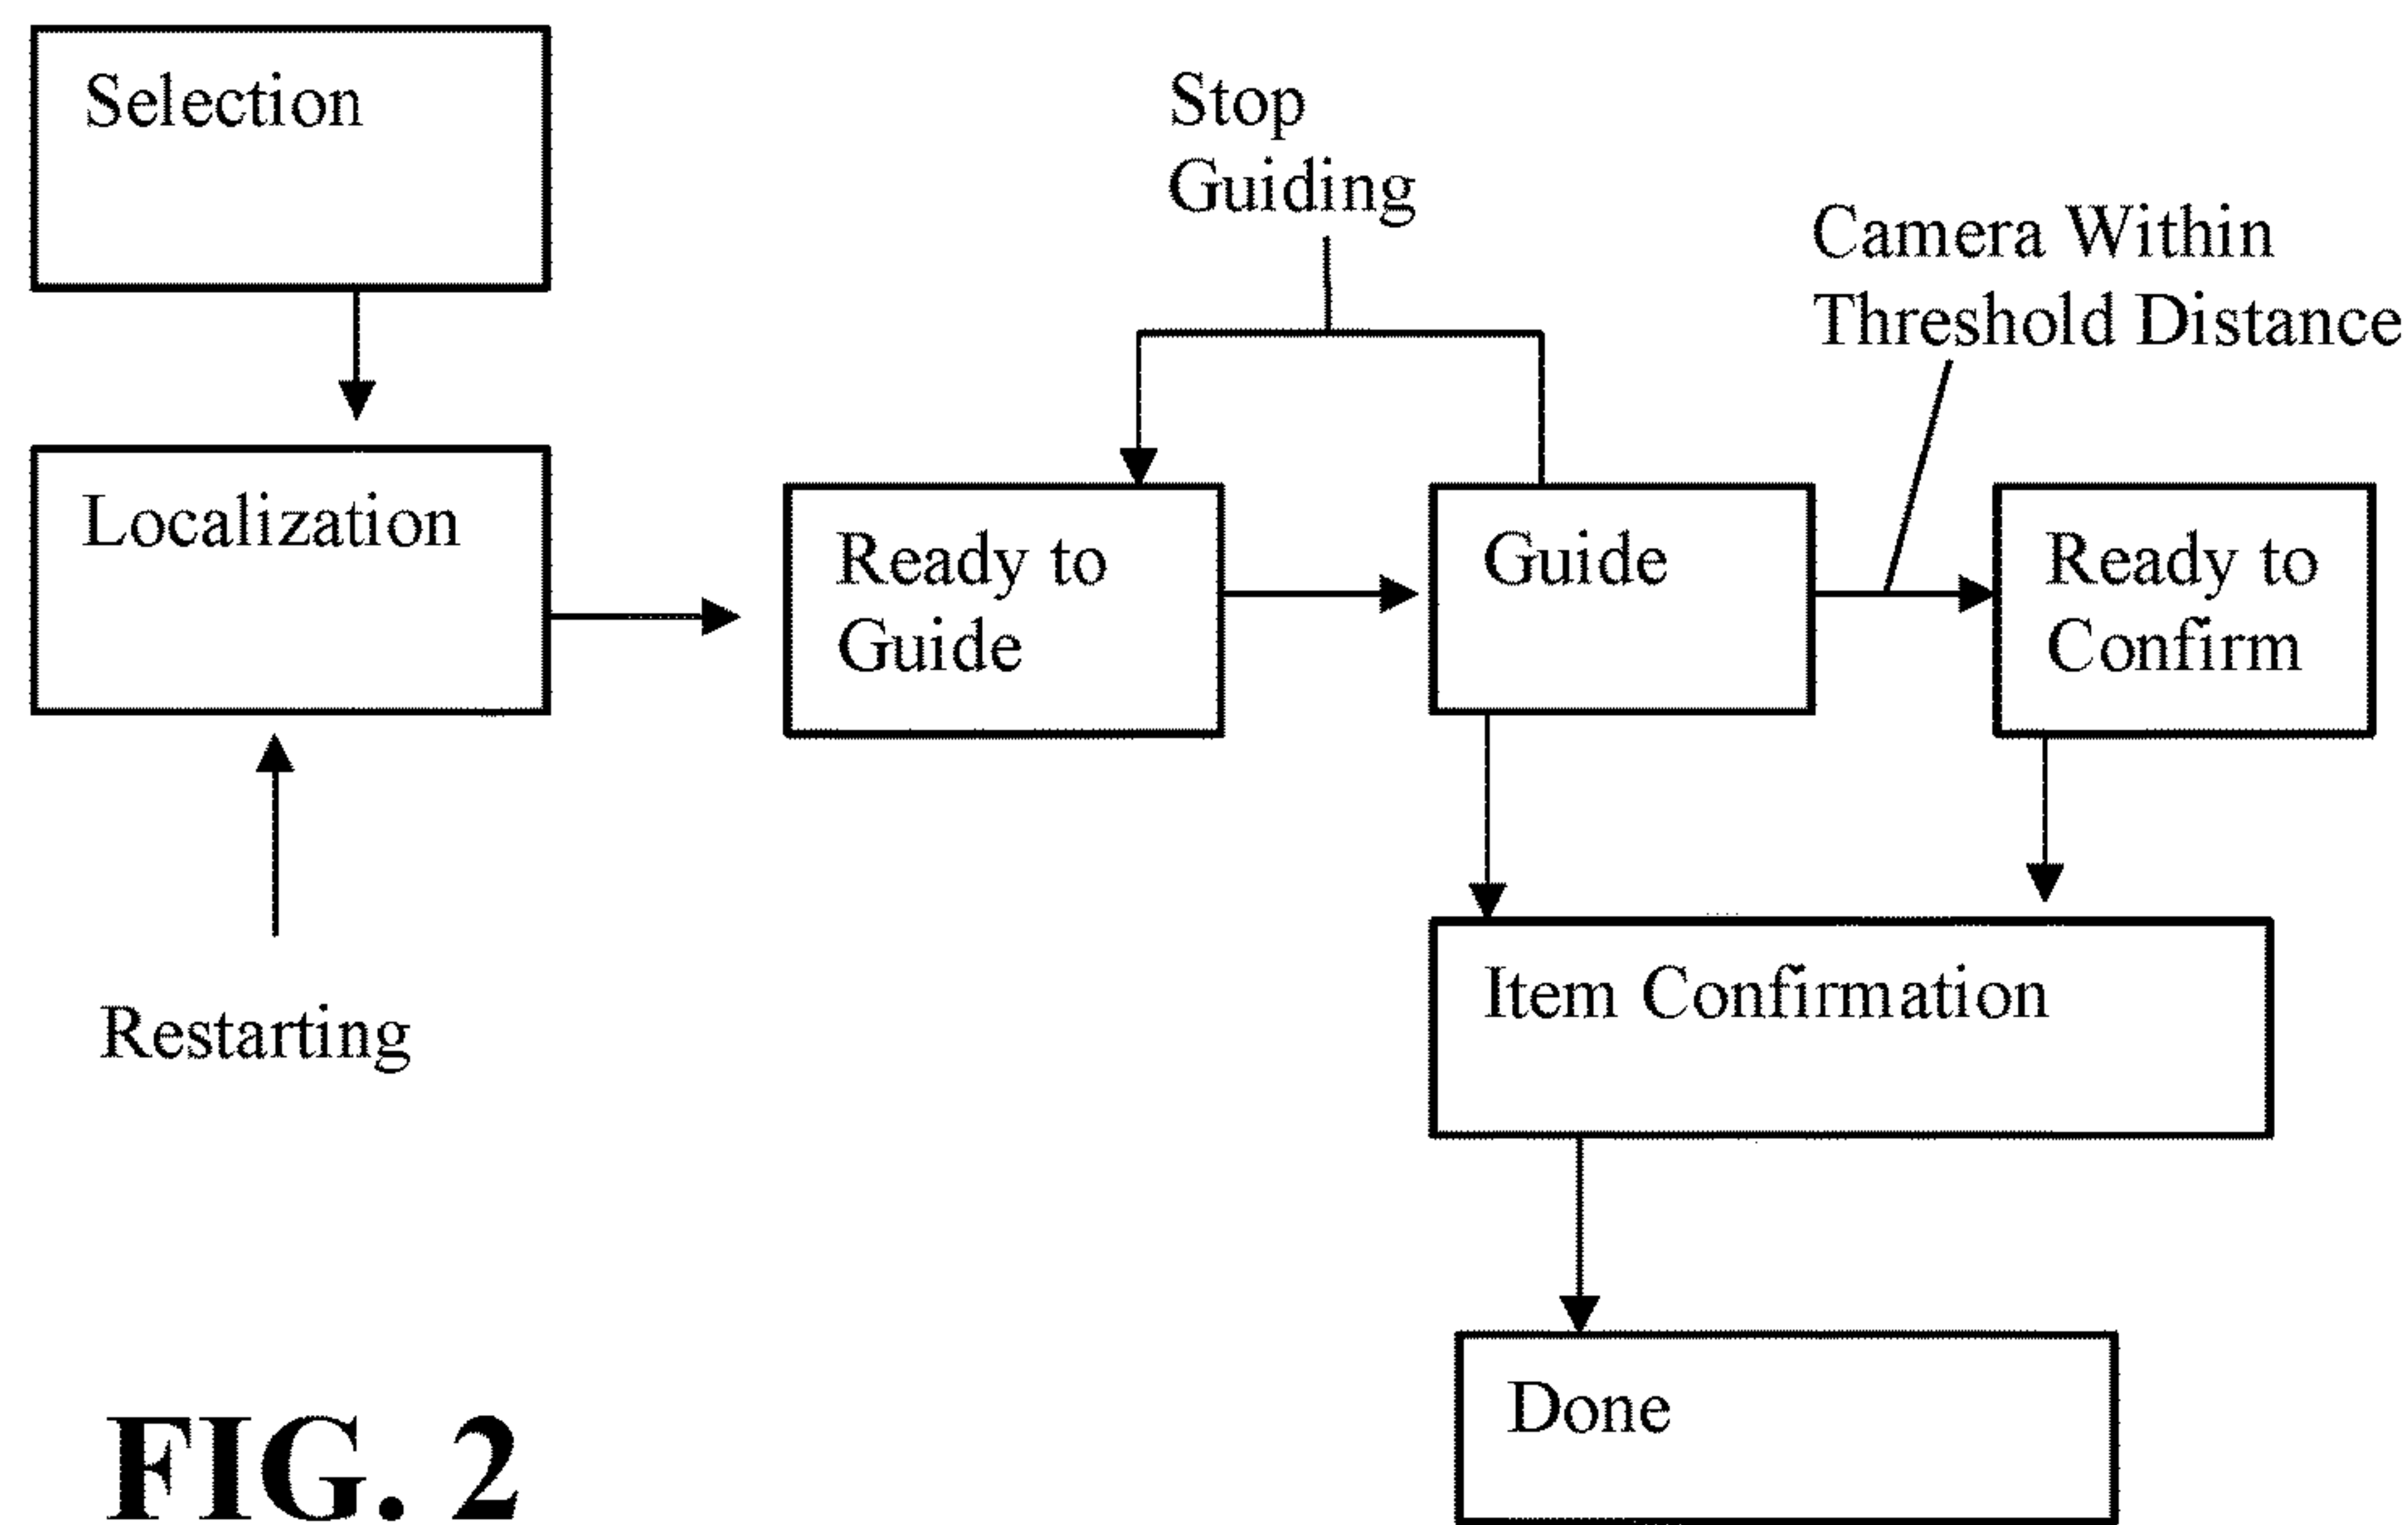 Selection
Stop
Guiding
Camera Within
Threshold Distance
Localization
Ready to
Guide
Guide
Ready to
Confirm
Restarting
Item Confirmation
Done
FIG. 2